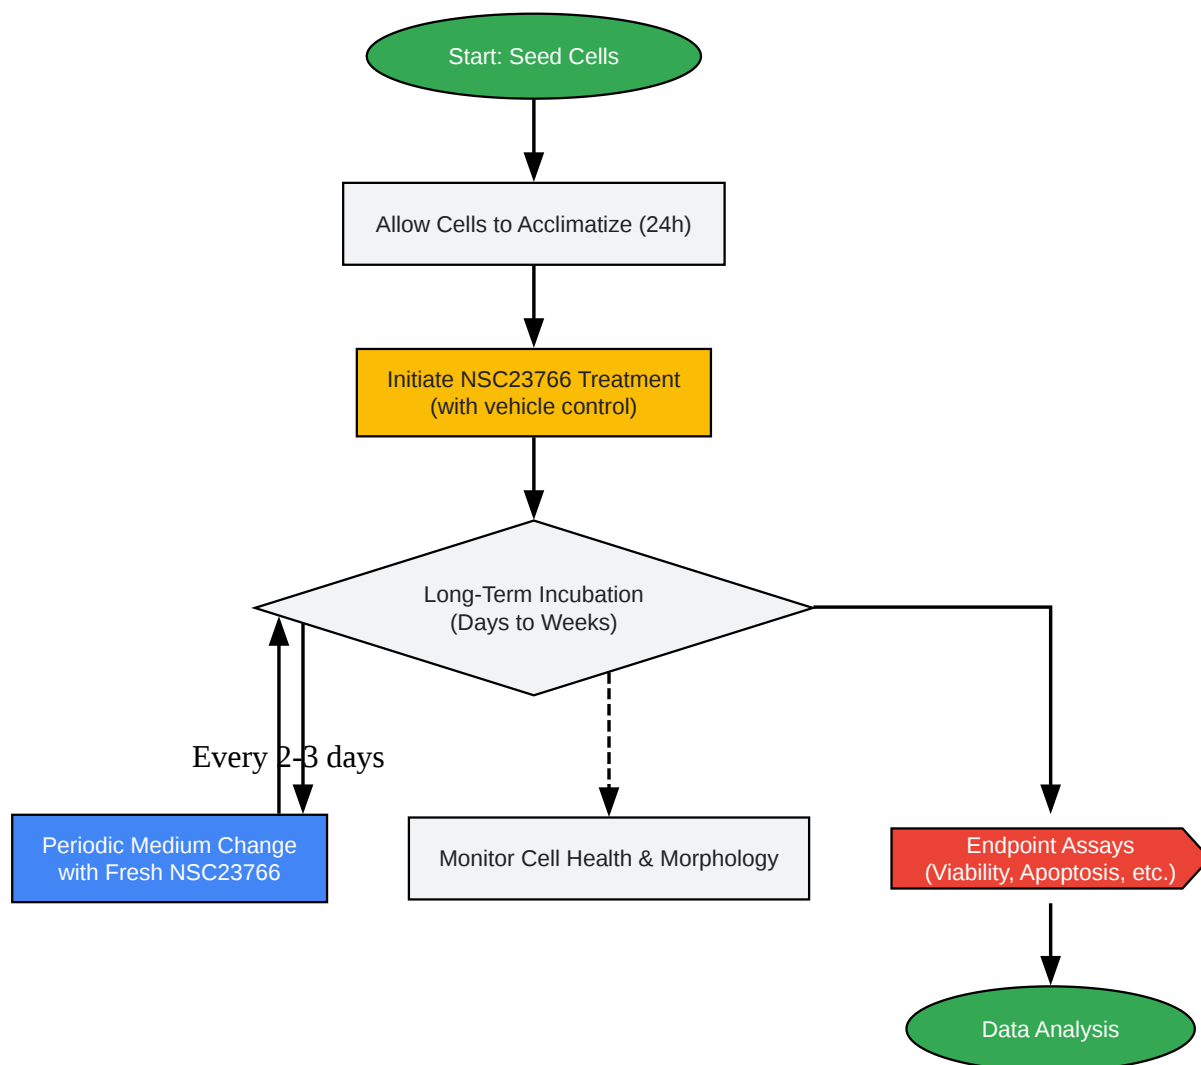 Start: Seed Cells
Allow Cells to Acclimatize (24h)
Initiate NSC23766 Treatment
(with vehicle control)
Long-Term Incubation
(Days to Weeks)
Every 2-3 days
Periodic Medium Change
with Fresh NSC23766
Monitor Cell Health & Morphology
Endpoint Assays
(Viability, Apoptosis, etc.)
Data Analysis